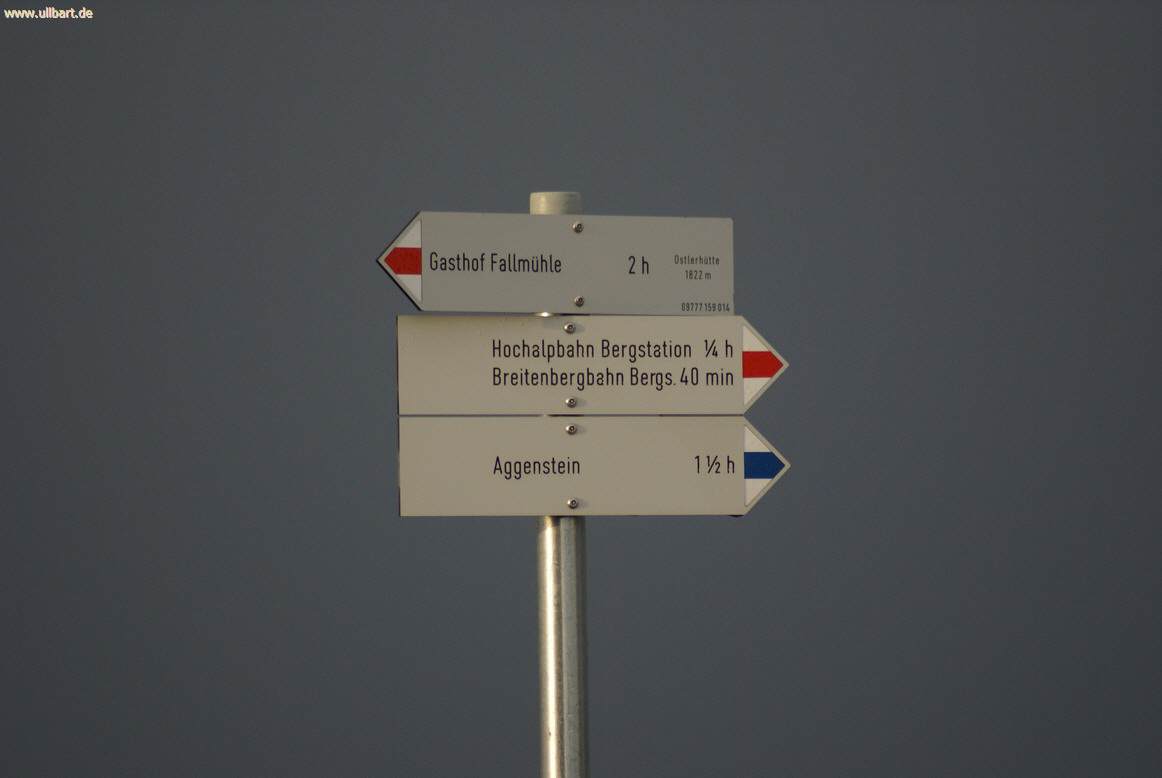 www.ullbart.de
Gasthof Fallmühle 2 h
Ostlerhütte
1822 m
09777 159 014
Hochalpbahn Bergstation ¼ h
Breitenbergbahn Bergs. 40 min
Aggenstein 1 ½ h